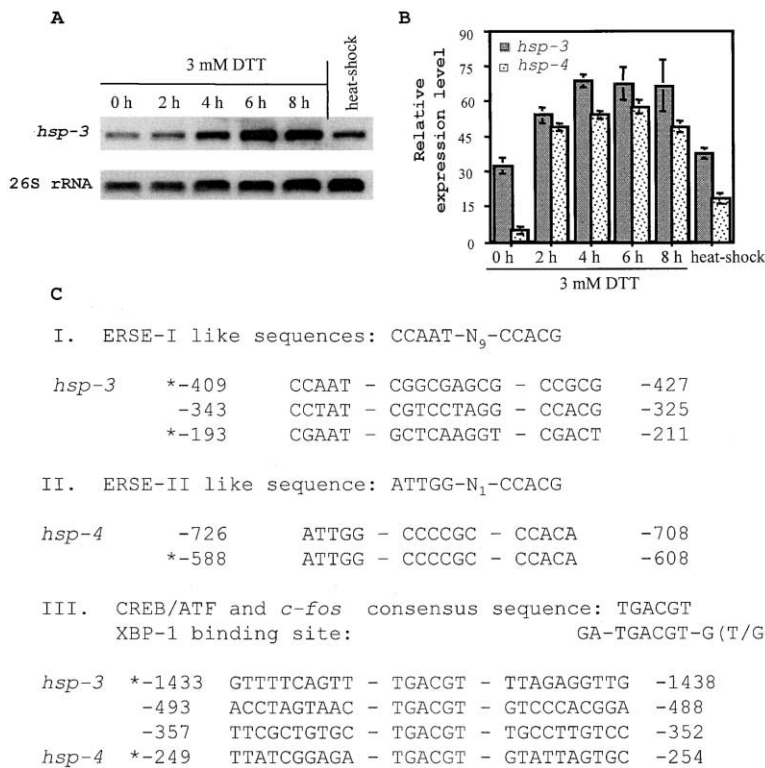 A
3 mM DTT
heat-shock
0 h 2 h 4 h 6 h 8 h
hsp-3
26S rRNA
B
Relative expression level
90
75
60
45
30
15
0
hsp-3
hsp-4
0 h 2 h 4 h 6 h 8 h heat-shock
3 mM DTT
C
I. ERSE-I like sequences: CCAAT-N9-CCACG
hsp-3 *-409 CCAAT - CGGCGAGCG - CCGCG -427
-343 CCTAT - CGTCCTAGG - CCACG -325
*-193 CGAAT - GCTCAAGGT - CGACT -211
II. ERSE-II like sequence: ATTGG-N1-CCACG
hsp-4 -726 ATTGG - CCCCGC - CCACA -708
*-588 ATTGG - CCCCGC - CCACA -608
III. CREB/ATF and c-fos consensus sequence: TGACGT
XBP-1 binding site: GA-TGACGT-G(T/G
hsp-3 *-1433 GTTTTCAGTT - TGACGT - TTAGAGGTTG -1438
-493 ACCTAGTAAC - TGACGT - GTCCCACGGA -488
-357 TTCGCTGTGC - TGACGT - TGCCTTGTCC -352
hsp-4 *-249 TTATCGGAGA - TGACGT - GTATTAGTGC -254